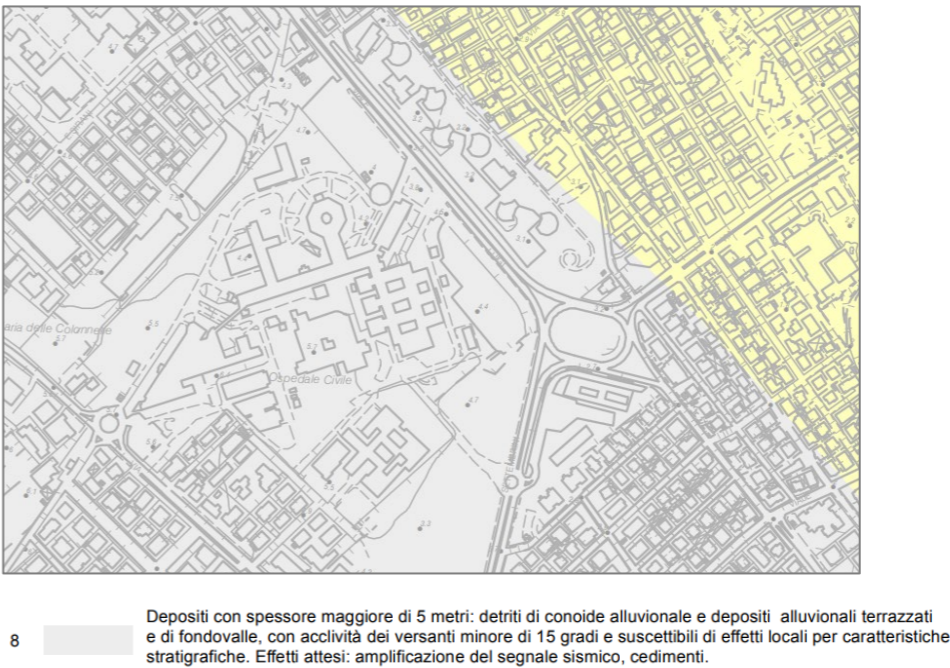 aria delle Colonnelle
Ospedale Civile
8
Depositi con spessore maggiore di 5 metri: detriti di conoide alluvionale e depositi alluvionali terrazzati
e di fondovalle, con acclività dei versanti minore di 15 gradi e suscettibili di effetti locali per caratteristiche
stratigrafiche. Effetti attesi: amplificazione del segnale sismico, cedimenti.